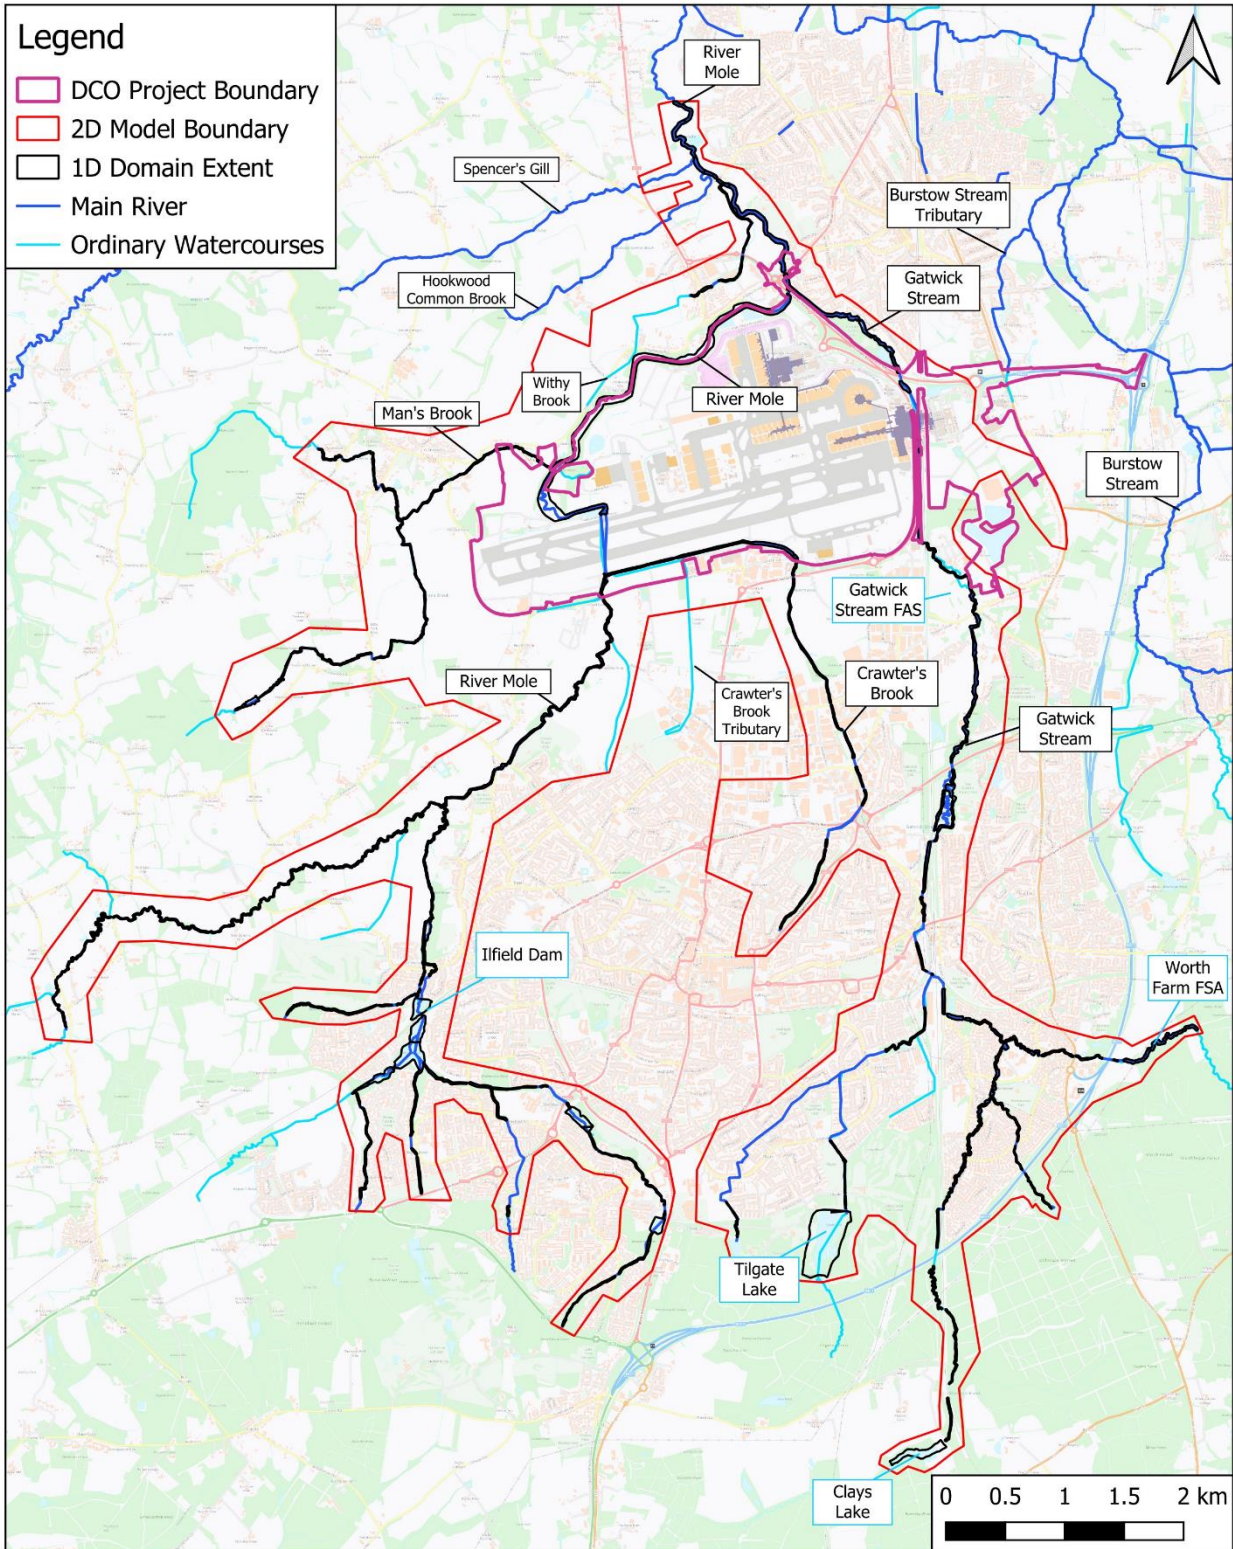 Legend
DCO Project Boundary
2D Model Boundary
1D Domain Extent
Main River
Ordinary Watercourses
River
Mole
Spencer's Gill
Burstow Stream
Tributary
Hookwood
Common Brook
Gatwick
Stream
Withy
Brook
River Mole
Man's Brook
Burstow
Stream
Gatwick
Stream FAS
River Mole
Crawter's
Brook
Tributary
Crawter's
Brook
Gatwick
Stream
Ilfield Dam
Worth
Farm FSA
Tilgate
Lake
Clays
Lake
0 0.5 1 1.5 2 km